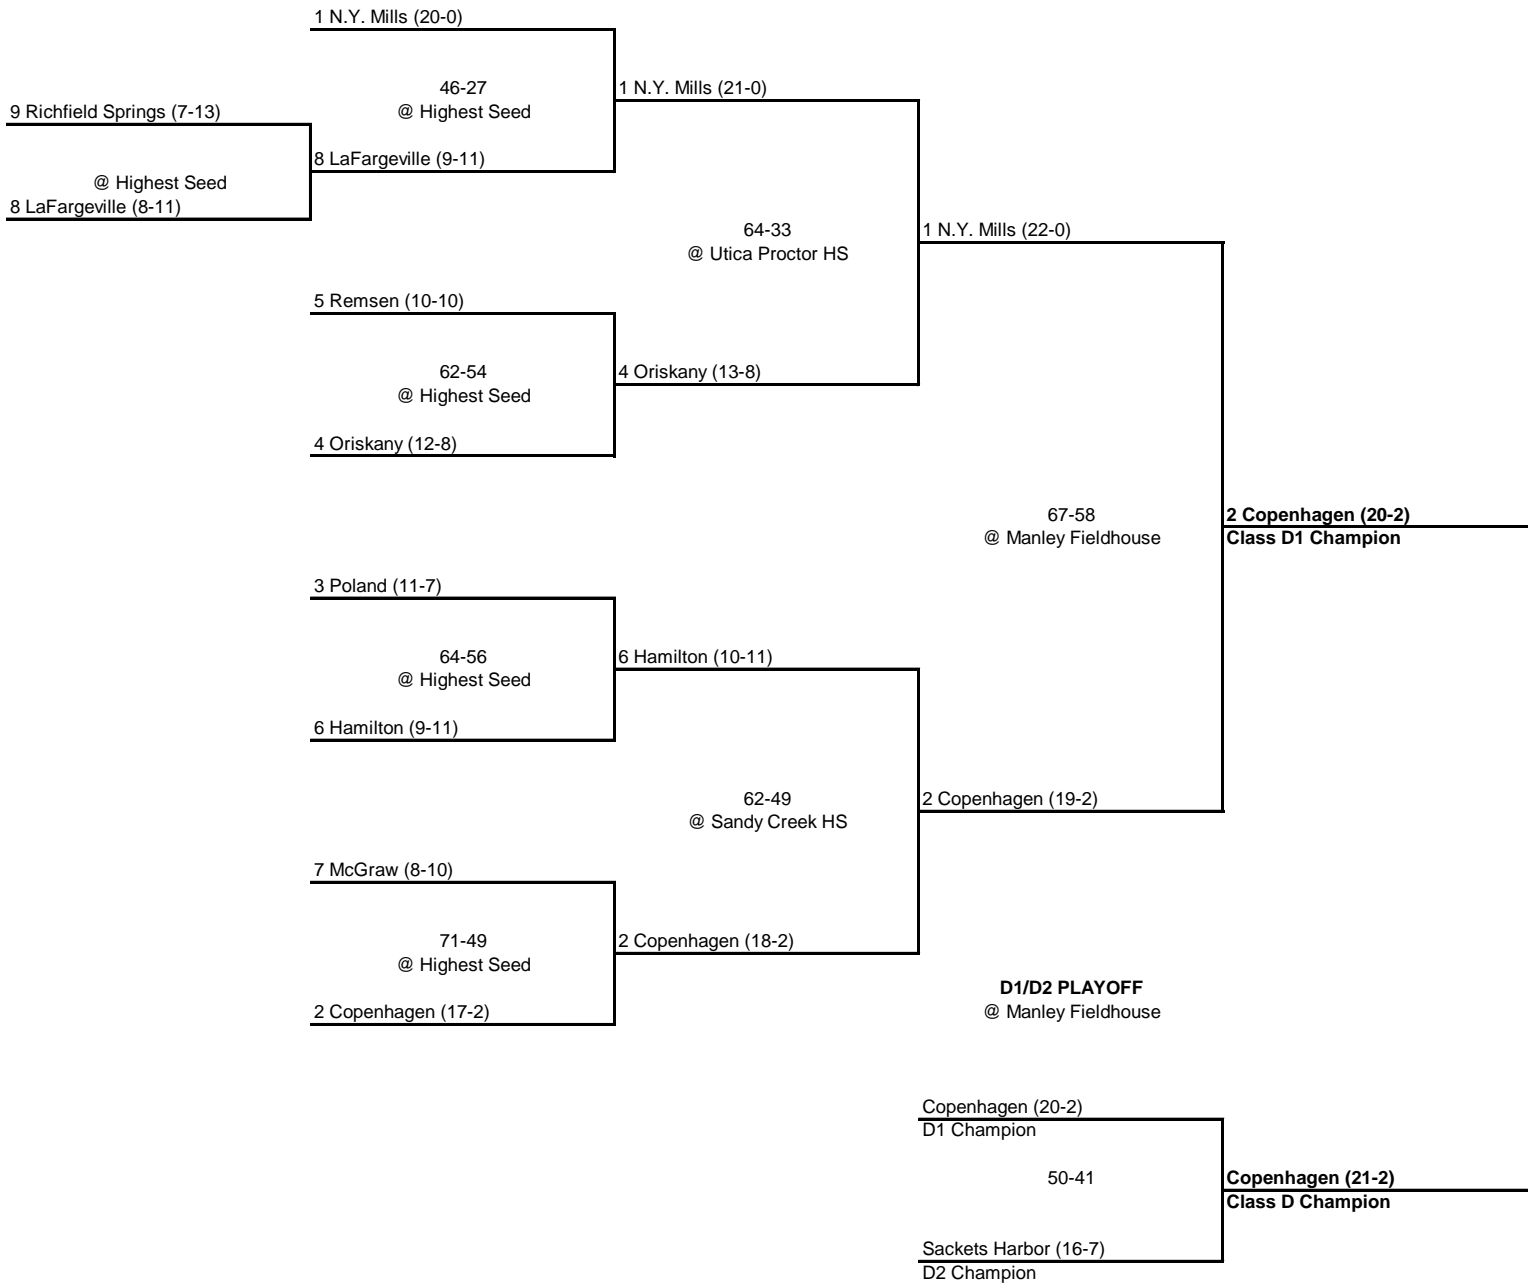 1 N.Y. Mills (20-0)
46-27
@ Highest Seed
1 N.Y. Mills (21-0)
9 Richfield Springs (7-13)
8 LaFargeville (9-11)
@ Highest Seed
8 LaFargeville (8-11)
64-33
@ Utica Proctor HS
1 N.Y. Mills (22-0)
5 Remsen (10-10)
62-54
@ Highest Seed
4 Oriskany (13-8)
4 Oriskany (12-8)
67-58
@ Manley Fieldhouse
2 Copenhagen (20-2)
Class D1 Champion
3 Poland (11-7)
64-56
@ Highest Seed
6 Hamilton (10-11)
6 Hamilton (9-11)
62-49
@ Sandy Creek HS
2 Copenhagen (19-2)
7 McGraw (8-10)
71-49
@ Highest Seed
2 Copenhagen (18-2)
2 Copenhagen (17-2)
D1/D2 PLAYOFF
@ Manley Fieldhouse
Copenhagen (20-2)
D1 Champion
50-41
Copenhagen (21-2)
Class D Champion
Sackets Harbor (16-7)
D2 Champion